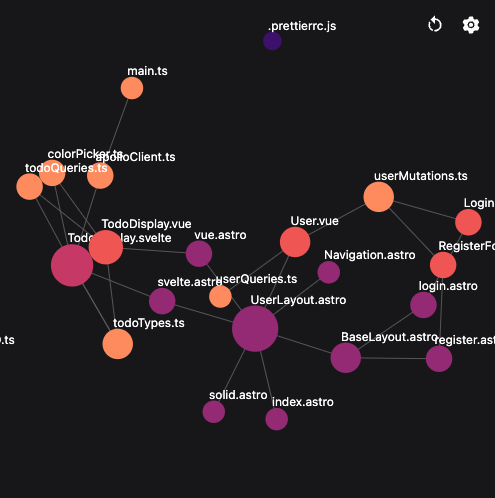 .prettierrc.js
main.ts
colorPicker.ts
apolloClient.ts
todoQueries.ts
userMutations.ts
Login
TodoDisplay.vue
User.vue
vue.astro
TodoDisplay.svelte
RegisterFo
Navigation.astro
svelte.astro
userQueries.ts
login.astro
UserLayout.astro
todoTypes.ts
BaseLayout.astro
register.ast
.ts
solid.astro
index.astro